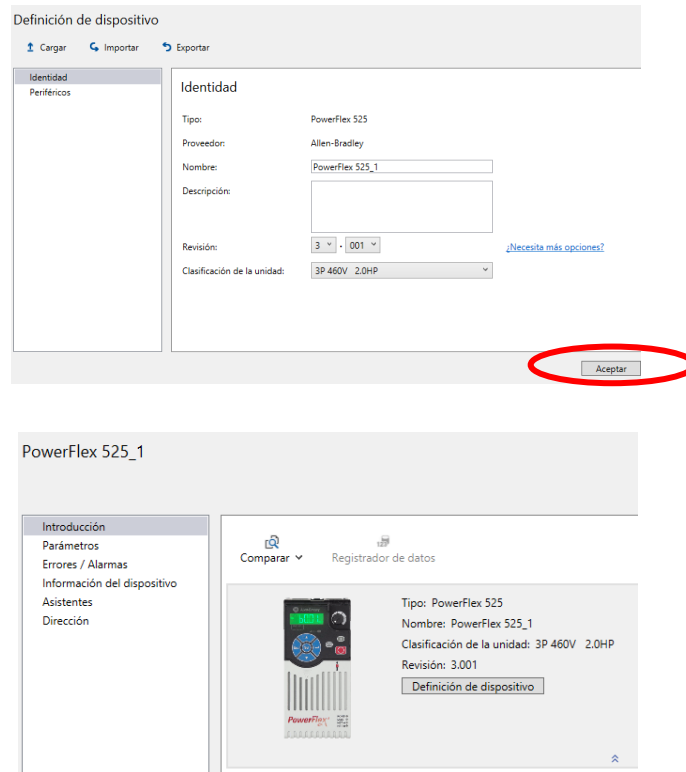 Definición de dispositivo
Cargar Importar Exportar
Identidad
Periféricos
Identidad
Tipo: PowerFlex 525
Proveedor: Allen-Bradley
Nombre: PowerFlex 525_1
Descripción:
Revisión: 3 . 001 ¿Necesita más opciones?
Clasificación de la unidad: 3P 460V 2.0HP
Aceptar
PowerFlex 525_1
Introducción
Parámetros
Errores / Alarmas
Información del dispositivo
Asistentes
Dirección
Comparar Registrador de datos
PowerFlex
Tipo: PowerFlex 525
Nombre: PowerFlex 525_1
Clasificación de la unidad: 3P 460V 2.0HP
Revisión: 3.001
Definición de dispositivo